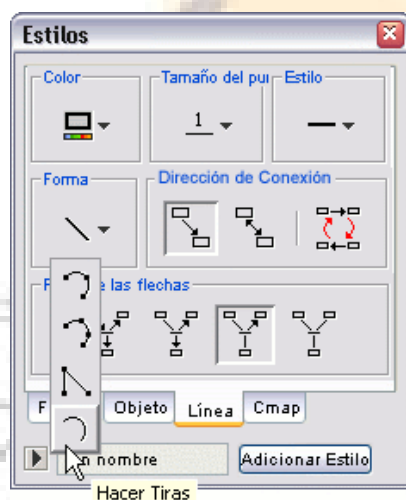 Estilos
Color
Tamaño del pu
Estilo
1
Forma
Dirección de Conexión
e las flechas
F
Objeto
Línea
Cmap
n nombre
Adicionar Estilo
Hacer Tiras